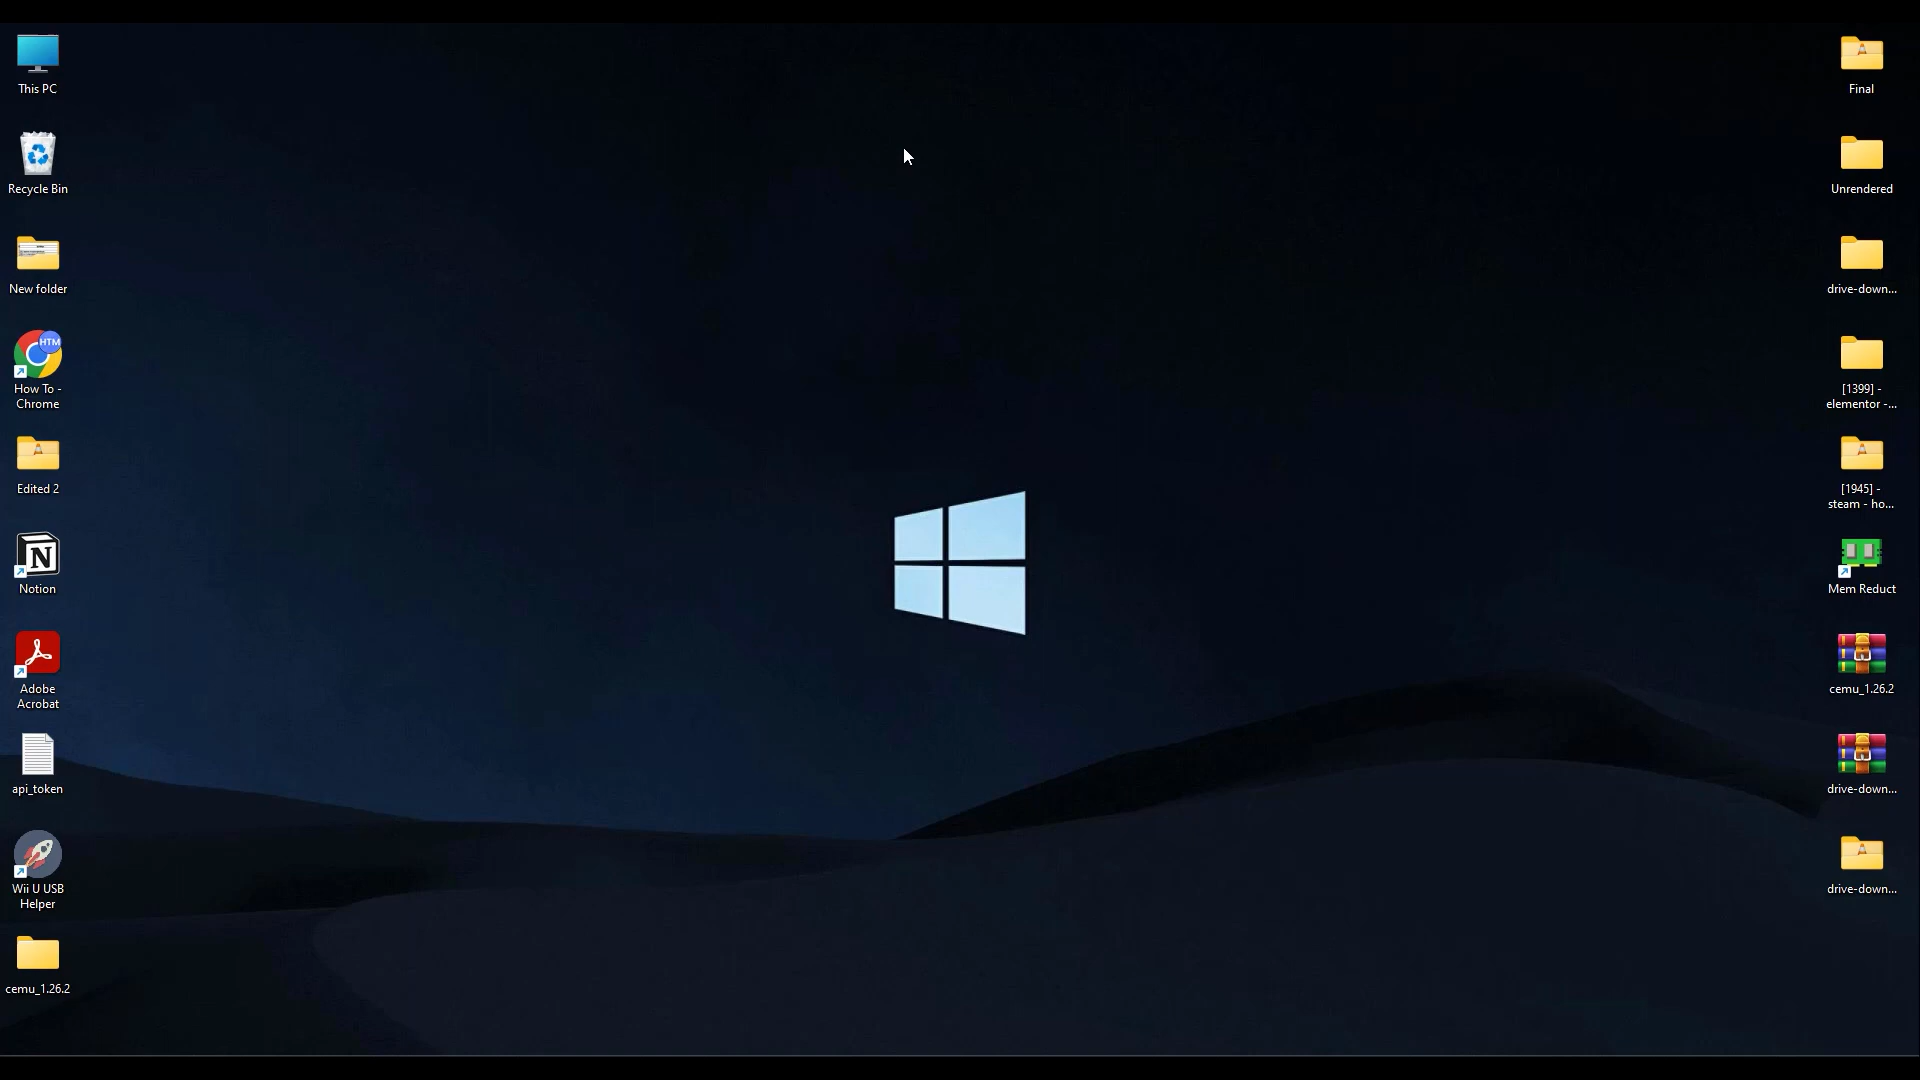 This PC
Recycle Bin
New folder
HTM
How To -
Chrome
Edited 2
N
Notion
Adobe
Acrobat
api_token
Wii U USB
Helper
cemu_1.26.2
Final
Unrendered
drive-down...
[1399] -
elementor -...
[1945] -
steam - ho...
Mem Reduct
cemu_1.26.2
drive-down...
drive-down...